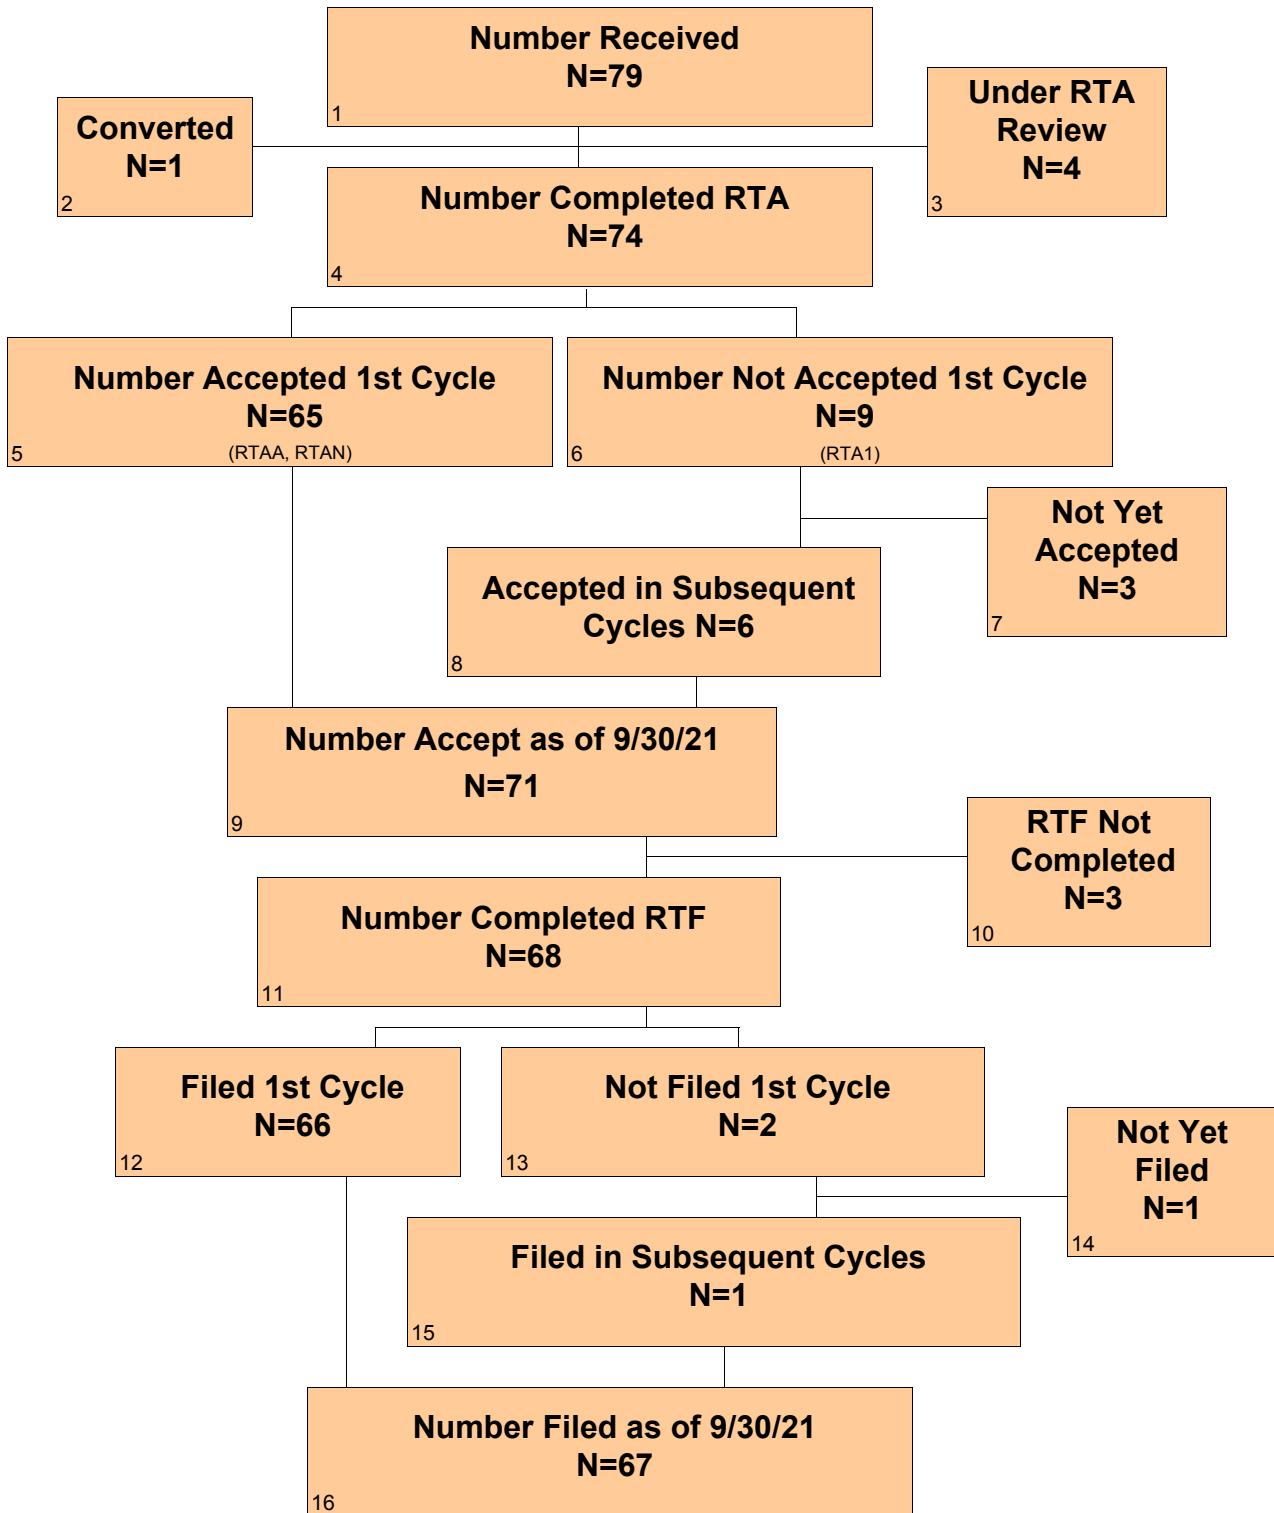 Number Received
N=79
1
Converted
N=1
2
Under RTA
Review
N=4
3
Number Completed RTA
N=74
4
Number Accepted 1st Cycle
N=65
(RTAA, RTAN)
5
Number Not Accepted 1st Cycle
N=9
(RTA1)
6
Not Yet
Accepted
N=3
7
Accepted in Subsequent
Cycles N=6
8
Number Accept as of 9/30/21
N=71
9
RTF Not
Completed
N=3
10
Number Completed RTF
N=68
11
Filed 1st Cycle
N=66
12
Not Filed 1st Cycle
N=2
13
Not Yet
Filed
N=1
14
Filed in Subsequent Cycles
N=1
15
Number Filed as of 9/30/21
N=67
16